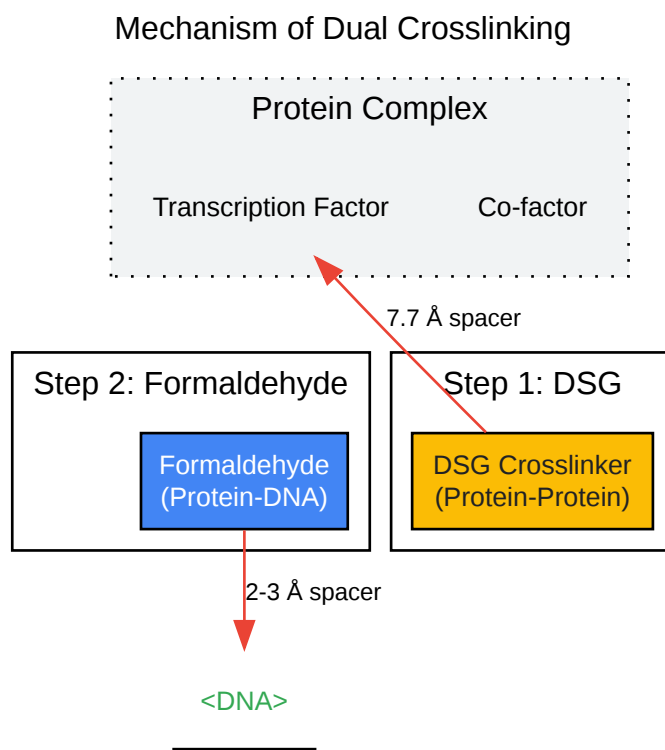 Mechanism of Dual Crosslinking
Protein Complex
Transcription Factor
Co-factor
7.7 Å spacer
Step 2: Formaldehyde
Formaldehyde
(Protein-DNA)
Step 1: DSG
DSG Crosslinker
(Protein-Protein)
2-3 Å spacer
<DNA>